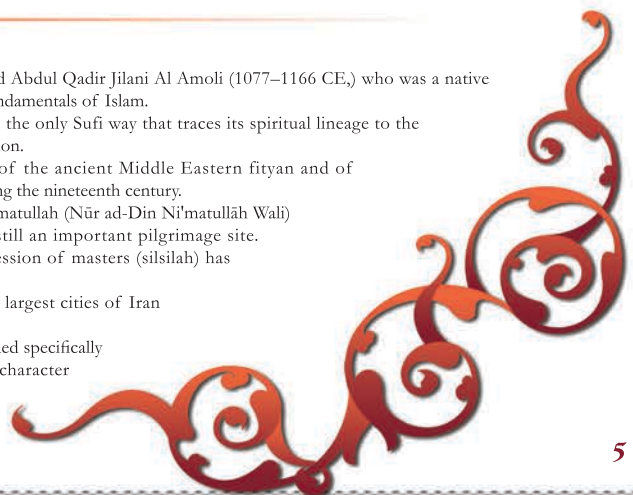 d Abdul Qadir Jilani Al Amoli (1077–1166 CE,) who was a native
ndamentals of Islam.
the only Sufi way that traces its spiritual lineage to the
on.
of the ancient Middle Eastern fityan and of
ng the nineteenth century.
matullah (Nūr ad-Din Ni'matullāh Wali)
still an important pilgrimage site.
ession of masters (silsilah) has
largest cities of Iran
ed specifically
character
5